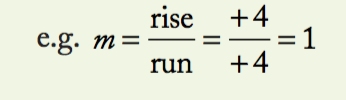 e.g. m = rise/run = +4/+4 = 1